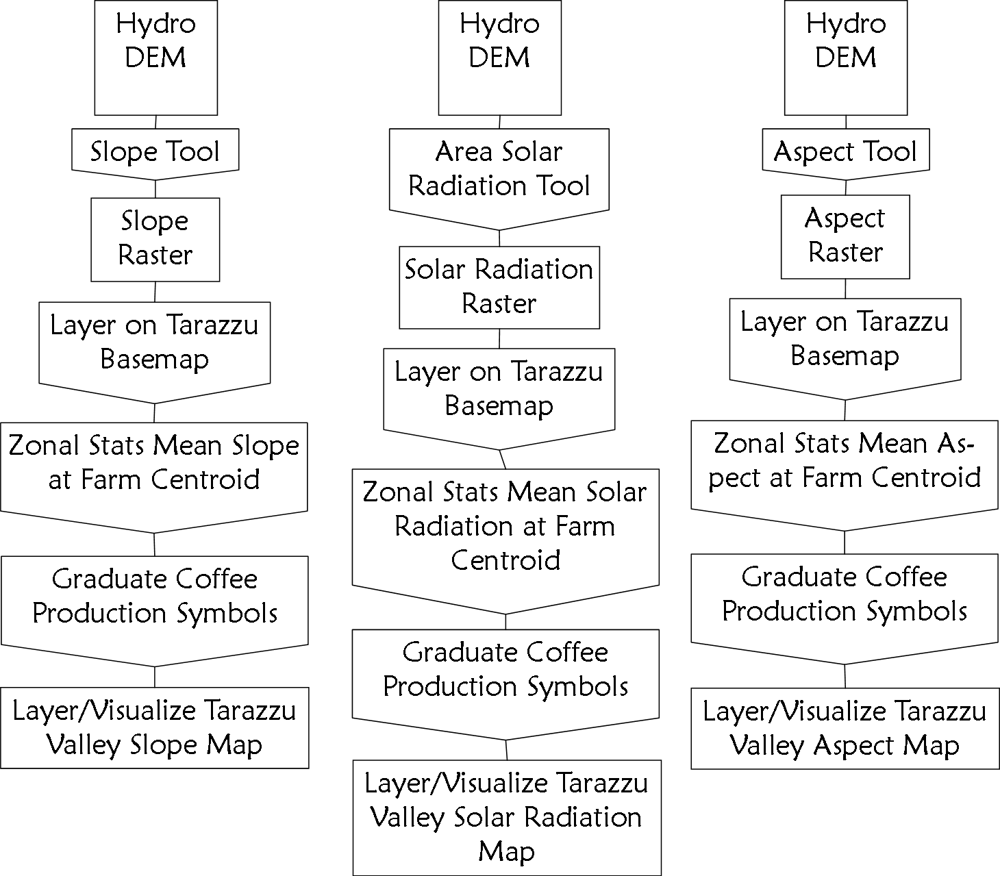 Hydro
DEM
Slope Tool
Slope
Raster
Layer on Tarazzu
Basemap
Zonal Stats Mean Slope
at Farm Centroid
Graduate Coffee
Production Symbols
Layer/Visualize Tarazzu
Valley Slope Map
Hydro
DEM
Area Solar
Radiation Tool
Solar Radiation
Raster
Layer on Tarazzu
Basemap
Zonal Stats Mean Solar
Radiation at Farm
Centroid
Graduate Coffee
Production Symbols
Layer/Visualize Tarazzu
Valley Solar Radiation
Map
Hydro
DEM
Aspect Tool
Aspect
Raster
Layer on Tarazzu
Basemap
Zonal Stats Mean As-
pect at Farm Centroid
Graduate Coffee
Production Symbols
Layer/Visualize Tarazzu
Valley Aspect Map